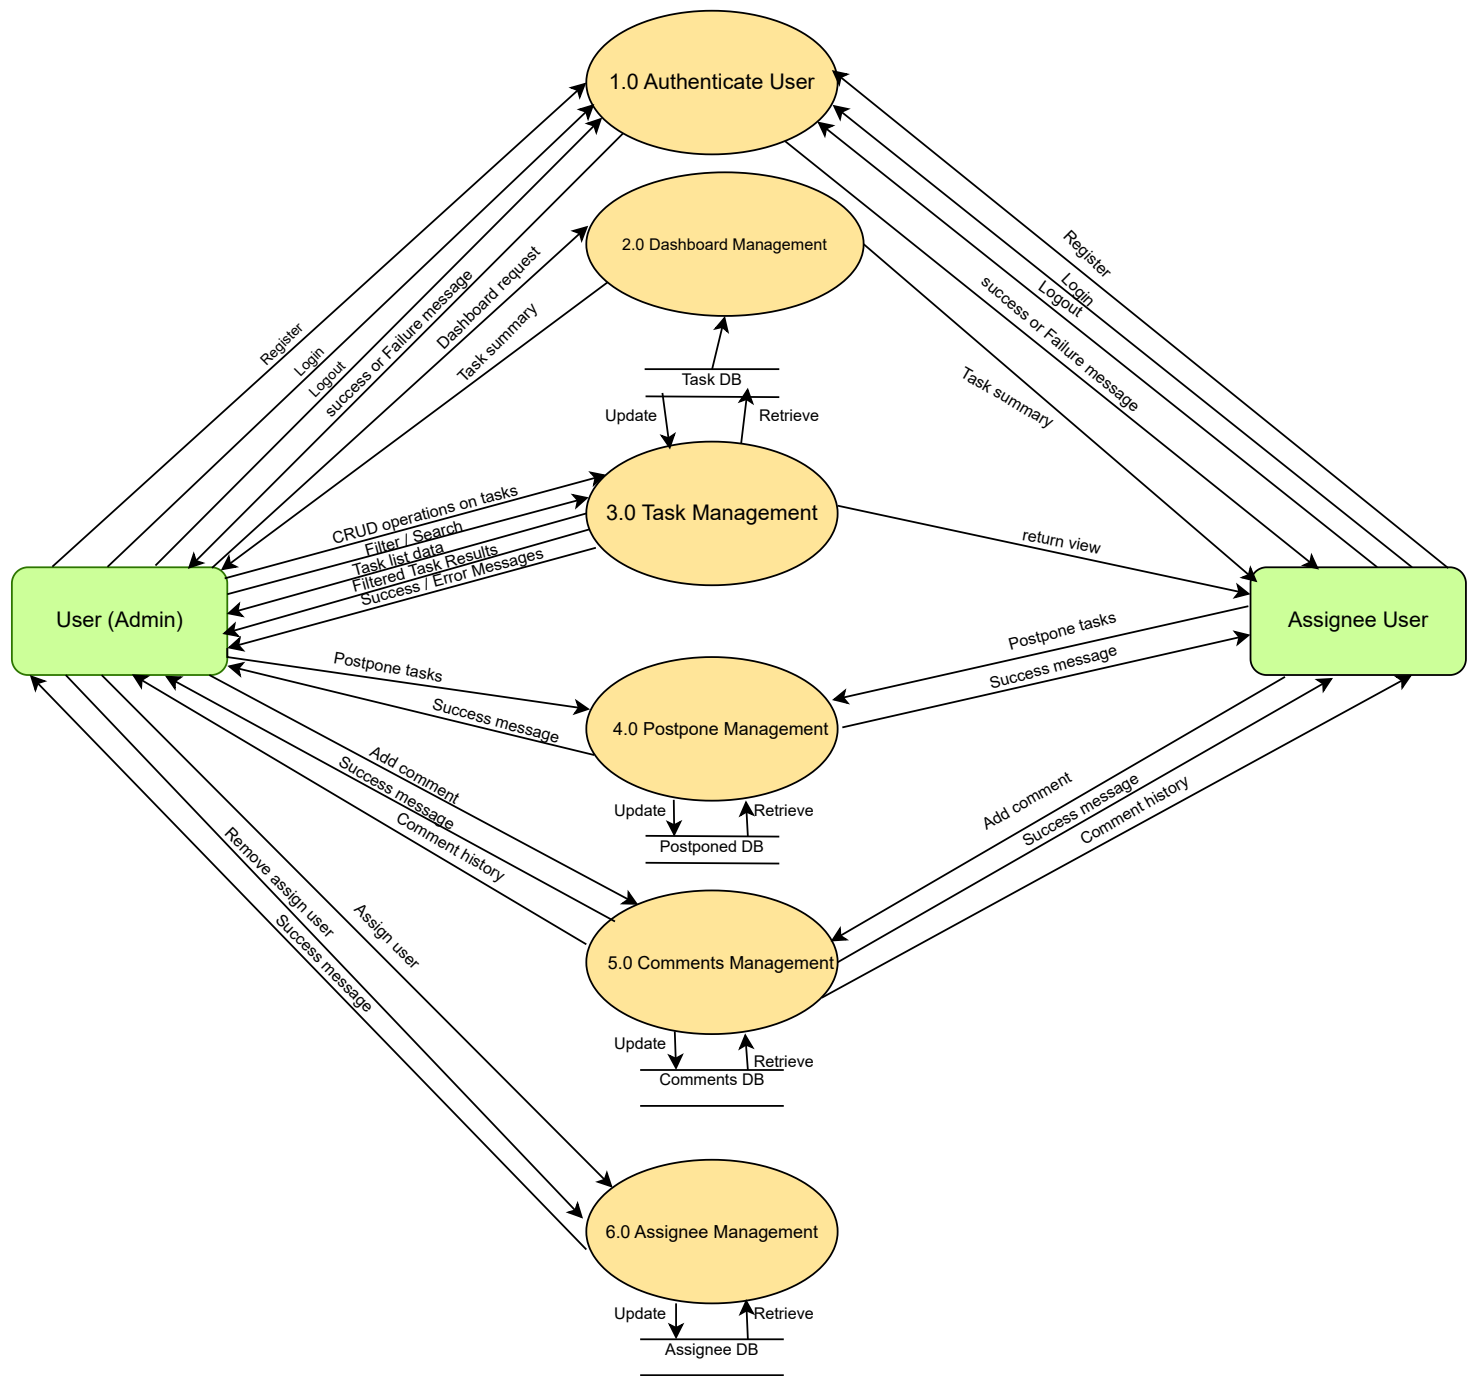 1.0 Authenticate User
2.0 Dashboard Management
Register
Login
Logout
success or Failure message
Dashboard request
Task summary
Register
Login
Logout
success or Failure message
Task summary
Task DB
Update
Retrieve
3.0 Task Management
CRUD operations on tasks
Filter / Search
Task list data
Filtered Task Results
Success / Error Messages
return view
User (Admin)
Assignee User
Postpone tasks
Success message
Postpone tasks
Success message
4.0 Postpone Management
Update
Retrieve
Postponed DB
Add comment
Success message
Comment history
Add comment
Success message
Comment history
5.0 Comments Management
Update
Retrieve
Comments DB
Remove assign user
Success message
Assign user
6.0 Assignee Management
Update
Retrieve
Assignee DB